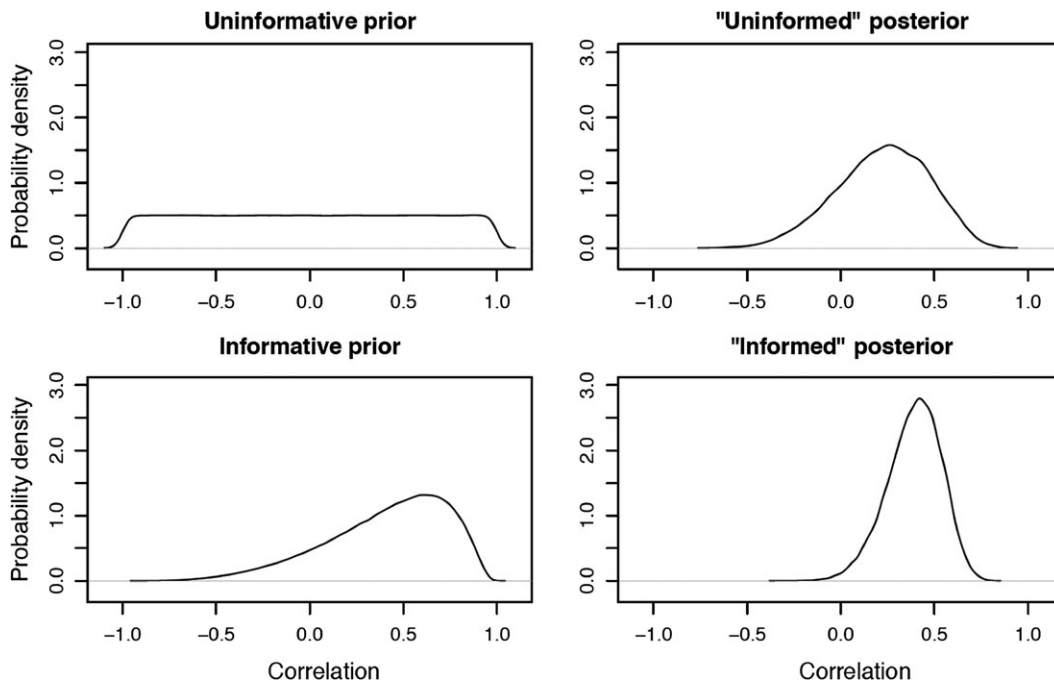 Uninformative prior
"Uninformed" posterior
Probability density
3.0
2.0
1.0
0.0
3.0
2.0
1.0
0.0
−1.0 −0.5 0.0 0.5 1.0
−1.0 −0.5 0.0 0.5 1.0
Informative prior
"Informed" posterior
Probability density
3.0
2.0
1.0
0.0
3.0
2.0
1.0
0.0
−1.0 −0.5 0.0 0.5 1.0
−1.0 −0.5 0.0 0.5 1.0
Correlation
Correlation